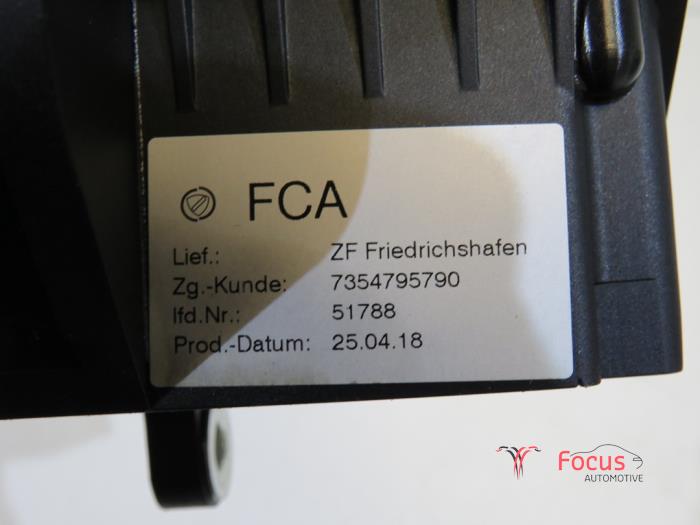 FCA
Lief.: ZF Friedrichshafen
Zg.-Kunde: 7354795790
lfd.Nr.: 51788
Prod.-Datum: 25.04.18
Focus
AUTOMOTIVE